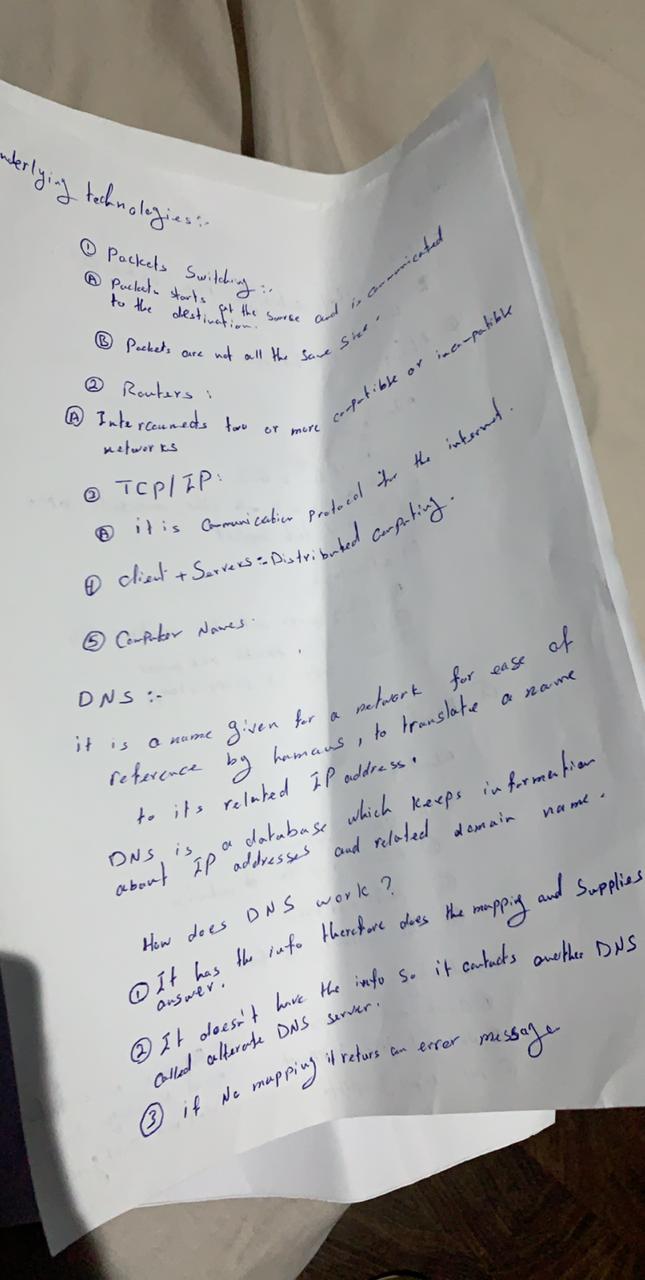 nderlying technologies:-
① Packets Switching :-
Ⓐ Packets starts at the source and is communicated
to the destination.
Ⓑ Packets are not all the same size.
② Routers :
Ⓐ Interconnects two or more compatible or incompatible
networks
③ TCP/IP:
Ⓐ it is Communication Protocol for the internet.
④ Client + Servers:- Distributed computing.
⑤ Computer Names.
DNS :-
it is a name given for a network for ease of
reference by humans, to translate a name
to its related IP address.
DNS is a database which keeps information
about IP addresses and related domain name.
How does DNS work?
① It has the info therefore does the mapping and supplies
answer.
② It doesn't have the info so it contacts another DNS
called alterate DNS server.
③ if No mapping it returs an error message